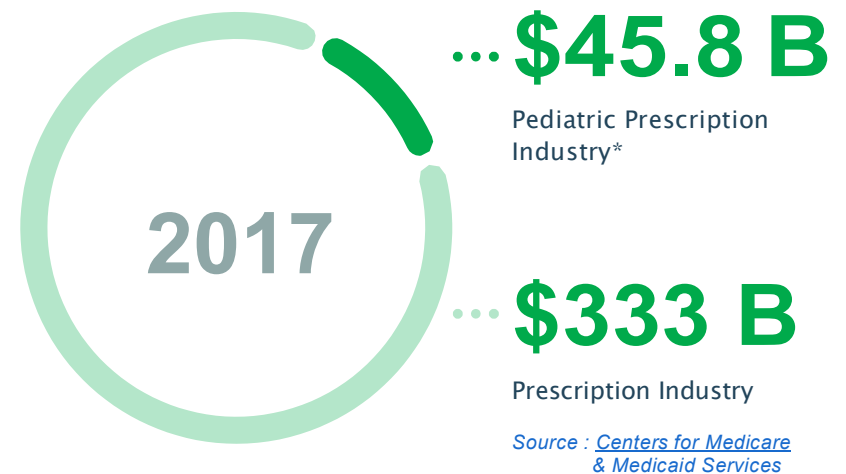 2017
$45.8 B
Pediatric Prescription
Industry*
$333 B
Prescription Industry
Source : Centers for Medicare
& Medicaid Services